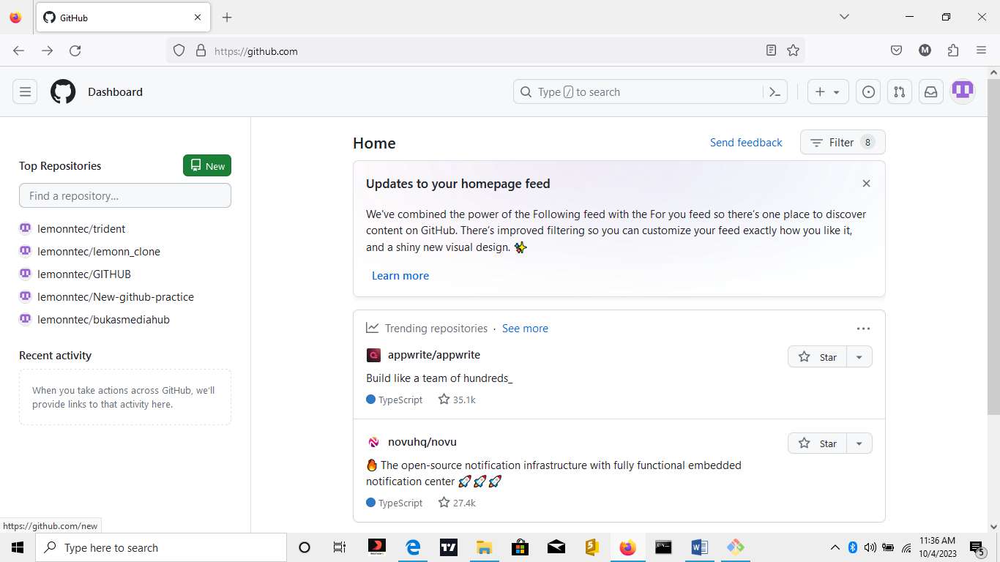 GitHub
https://github.com
M
Dashboard
Type / to search
Top Repositories
New
Find a repository...
lemonntec/trident
lemonntec/lemonn_clone
lemonntec/GITHUB
lemonntec/New-github-practice
lemonntec/bukasmediahub
Recent activity
When you take actions across GitHub, we'll
provide links to that activity here.
https://github.com/new
Home
Send feedback
Filter 8
Updates to your homepage feed
We've combined the power of the Following feed with the For you feed so there's one place to discover
content on GitHub. There's improved filtering so you can customize your feed exactly how you like it,
and a shiny new visual design. ✨
Learn more
Trending repositories · See more
appwrite/appwrite
Star
Build like a team of hundreds_
TypeScript 35.1k
novuhq/novu
Star
🔥 The open-source notification infrastructure with fully functional embedded
notification center 🚀🚀🚀
TypeScript 27.4k
Type here to search
11:36 AM
10/4/2023
5